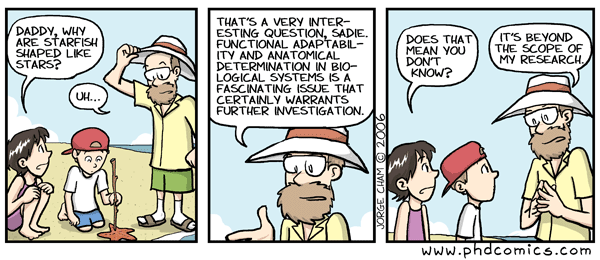 DADDY, WHY
ARE STARFISH
SHAPED LIKE
STARS?
UH...
THAT'S A VERY INTER-
ESTING QUESTION, SADIE.
FUNCTIONAL ADAPTABIL-
ITY AND ANATOMICAL
DETERMINATION IN BIO-
LOGICAL SYSTEMS IS A
FASCINATING ISSUE THAT
CERTAINLY WARRANTS
FURTHER INVESTIGATION.
JORGE CHAM © 2006
DOES THAT
MEAN YOU
DON'T
KNOW?
IT'S BEYOND
THE SCOPE OF
MY RESEARCH.
www.phdcomics.com